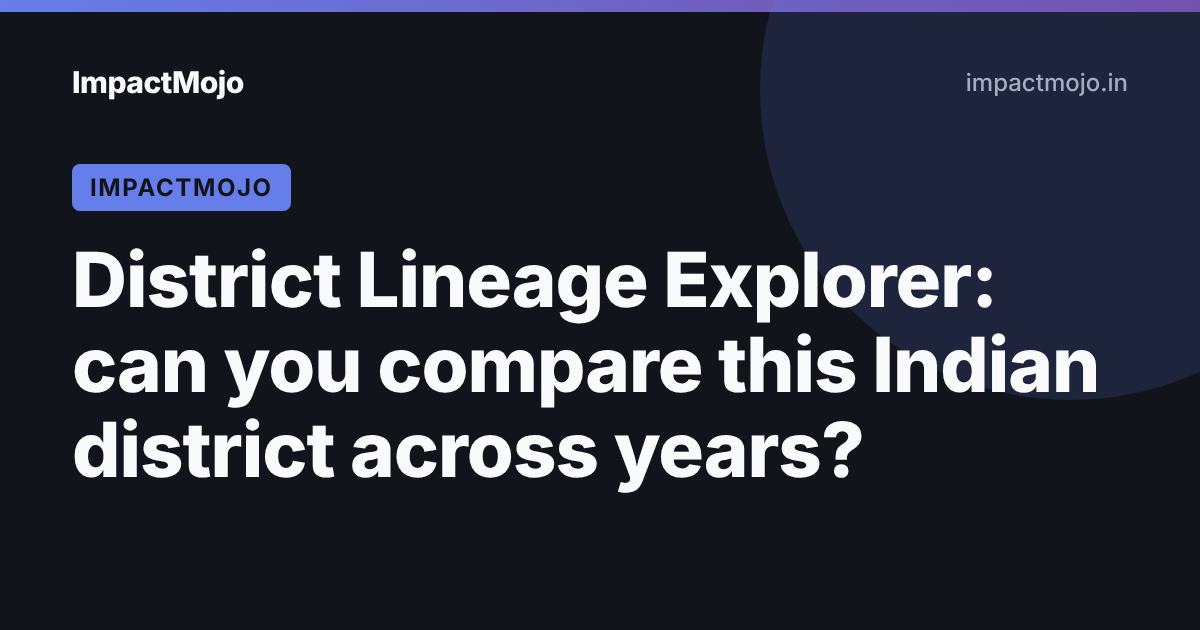 ImpactMojo
impactmojo.in
IMPACTMOJO
District Lineage Explorer:
can you compare this Indian
district across years?